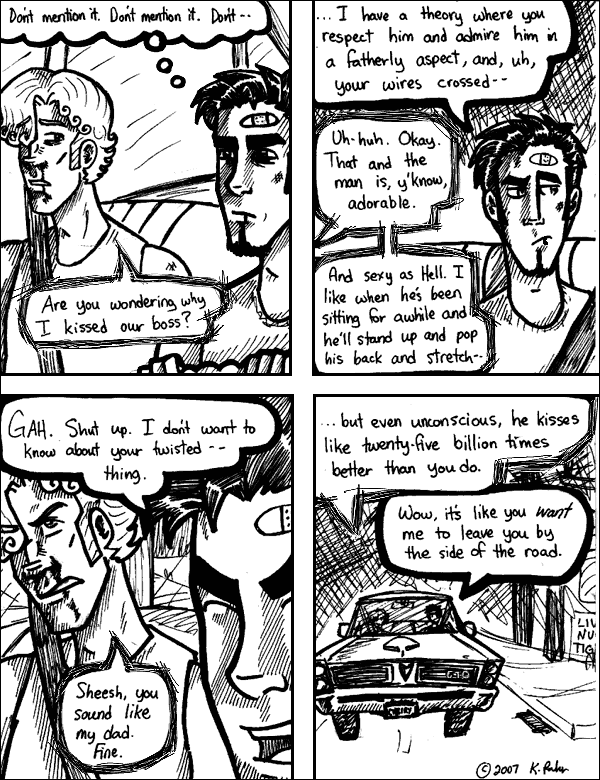 Don't mention it. Don't mention it. Don't--
Are you wondering why
I kissed our boss?
... I have a theory where you
respect him and admire him in
a fatherly aspect, and, uh,
your wires crossed--
Uh-huh. Okay.
That and the
man is, y'know,
adorable.
And sexy as Hell. I
like when he's been
sitting for awhile and
he'll stand up and pop
his back and stretch--
GAH. Shut up. I don't want to
know about your twisted --
thing.
Sheesh, you
sound like
my dad.
Fine.
...but even unconscious, he kisses
like twenty-five billion times
better than you do.
Wow, it's like you want
me to leave you by
the side of the road.
LIV
NU
TIG
GTO
© 2007 K.